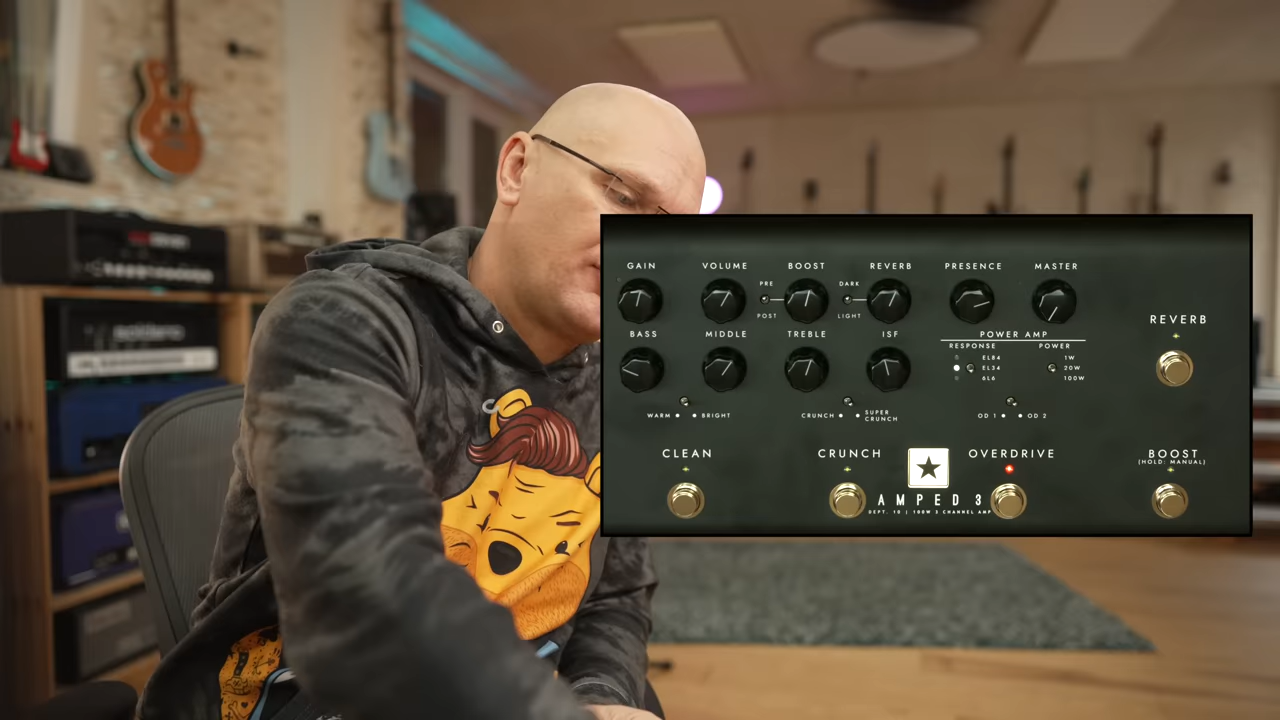 GAIN VOLUME BOOST REVERB PRESENCE MASTER
PRE DARK
POST LIGHT
REVERB
BASS MIDDLE TREBLE ISF POWER AMP
RESPONSE POWER
EL84 1W
EL34 20W
6L6 100W
WARM BRIGHT CRUNCH SUPER CRUNCH OD 1 OD 2
CLEAN CRUNCH OVERDRIVE BOOST
(HOLD: MANUAL)
AMPED 3
DEPT. 10 | 100W 3 CHANNEL AMP
soldano